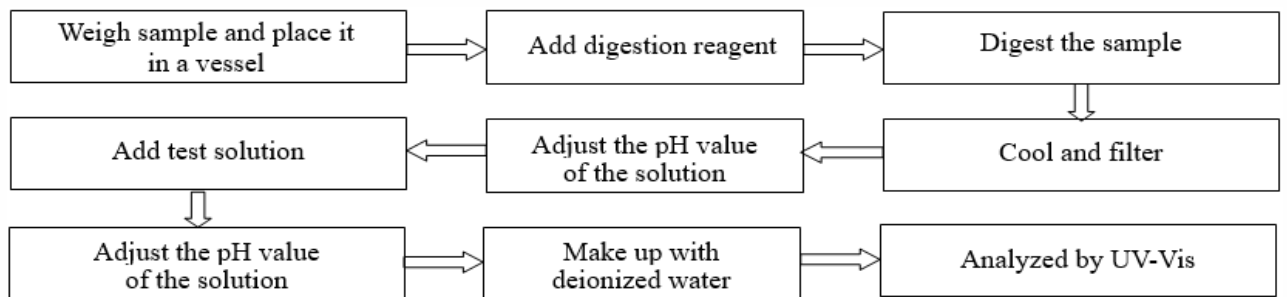 Weigh sample and place it
in a vessel
Add digestion reagent
Digest the sample
Cool and filter
Adjust the pH value
of the solution
Add test solution
Adjust the pH value
of the solution
Make up with
deionized water
Analyzed by UV-Vis